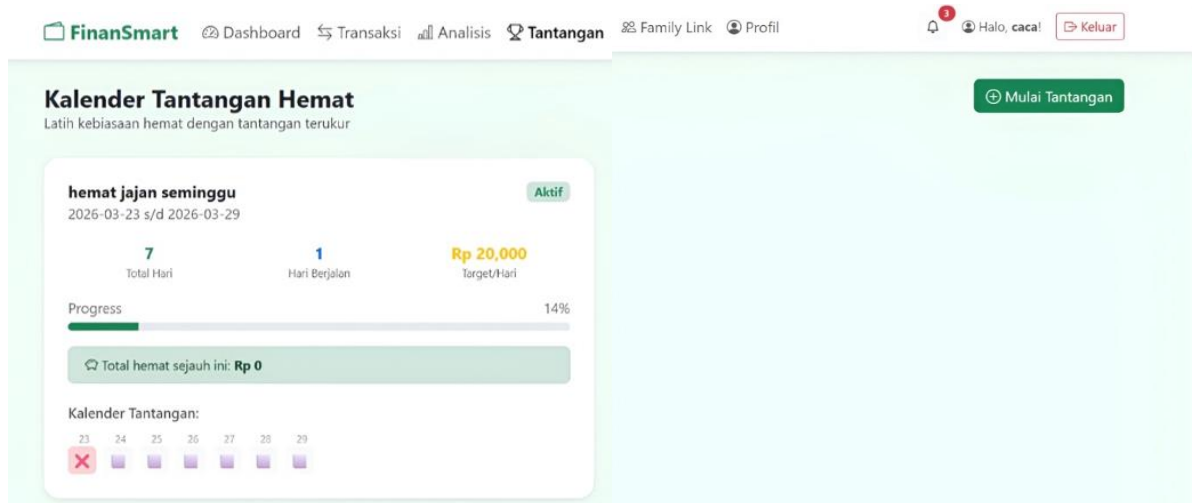 FinanSmart Dashboard Transaksi Analisis Tantangan Family Link Profil 3 Halo, caca! Keluar
Kalender Tantangan Hemat
Mulai Tantangan
Latih kebiasaan hemat dengan tantangan terukur
hemat jajan seminggu Aktif
2026-03-23 s/d 2026-03-29
7 1 Rp 20,000
Total Hari Hari Berjalan Target/Hari
Progress 14%
Total hemat sejauh ini: Rp 0
Kalender Tantangan:
23 24 25 26 27 28 29